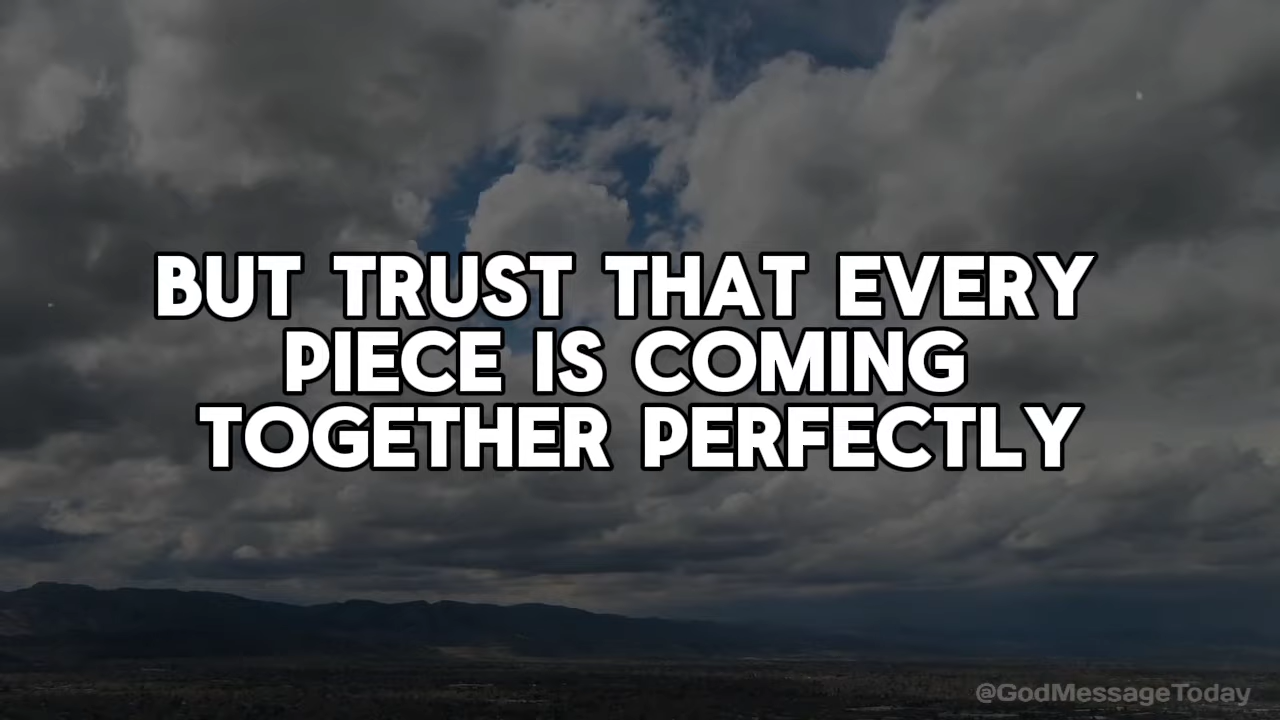 BUT TRUST THAT EVERY
PIECE IS COMING
TOGETHER PERFECTLY
@GodMessageToday